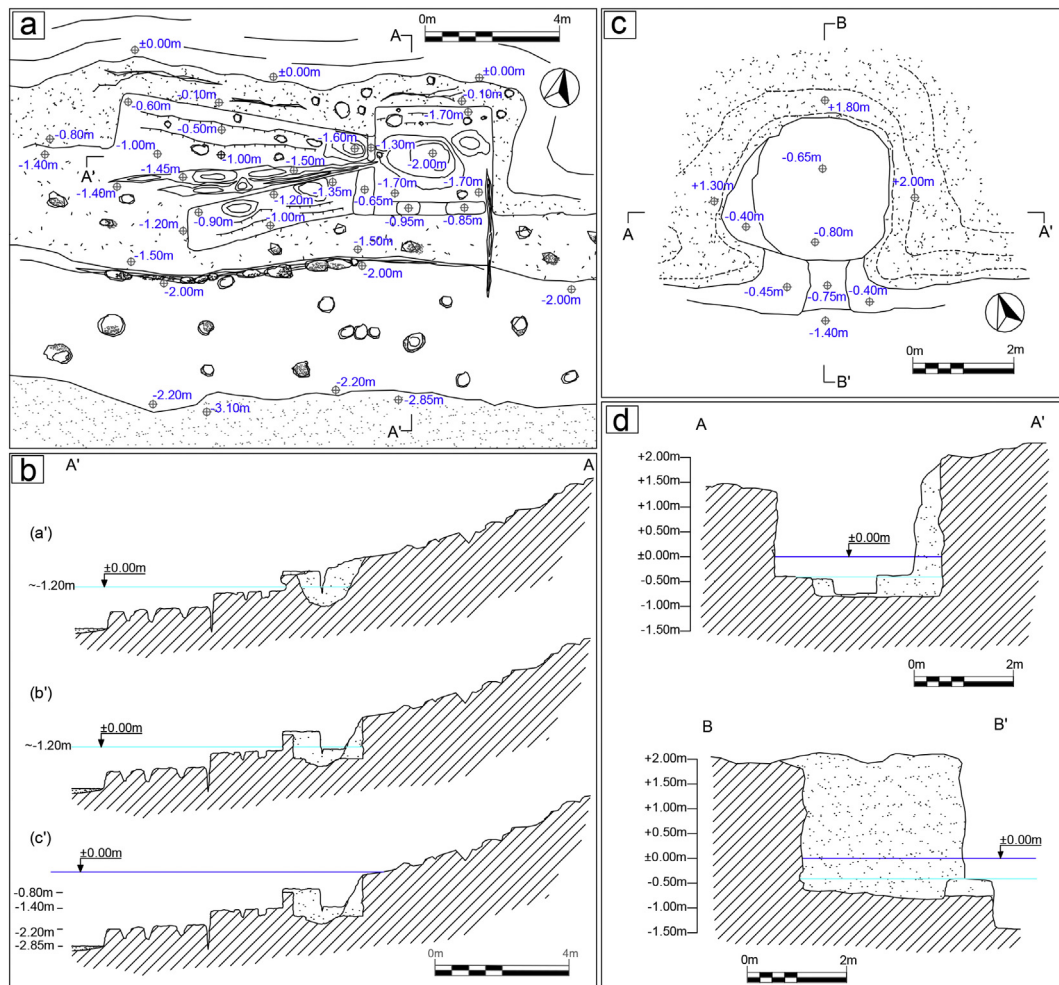 a
A
0m
4m
±0.00m
±0.00m
±0.00m
-0.10m
-0.10m
-0.60m
-1.70m
-0.50m
-0.80m
-1.60m
-1.30m
-1.40m
-1.00m
-1.00m
-2.00m
A'
-1.50m
-1.45m
-1.40m
-1.35m
-1.70m
-1.70m
-1.20m
-0.65m
-0.90m
-1.00m
-0.95m
-0.85m
-1.20m
-1.50m
-1.50m
-2.00m
-2.00m
-2.00m
-2.20m
-2.20m
-2.85m
-3.10m
A'
b
A'
A
(a')
±0.00m
~-1.20m
(b')
±0.00m
~-1.20m
(c')
±0.00m
-0.80m
-1.40m
-2.20m
-2.85m
0m
4m
c
B
+1.80m
-0.65m
+1.30m
+2.00m
A
A'
-0.40m
-0.80m
-0.45m
-0.75m
-0.40m
-1.40m
0m
2m
B'
d
A
A'
+2.00m
+1.50m
+1.00m
+0.50m
±0.00m
±0.00m
-0.50m
-1.00m
-1.50m
0m
2m
B
B'
+2.00m
+1.50m
+1.00m
+0.50m
±0.00m
±0.00m
-0.50m
-1.00m
-1.50m
0m
2m